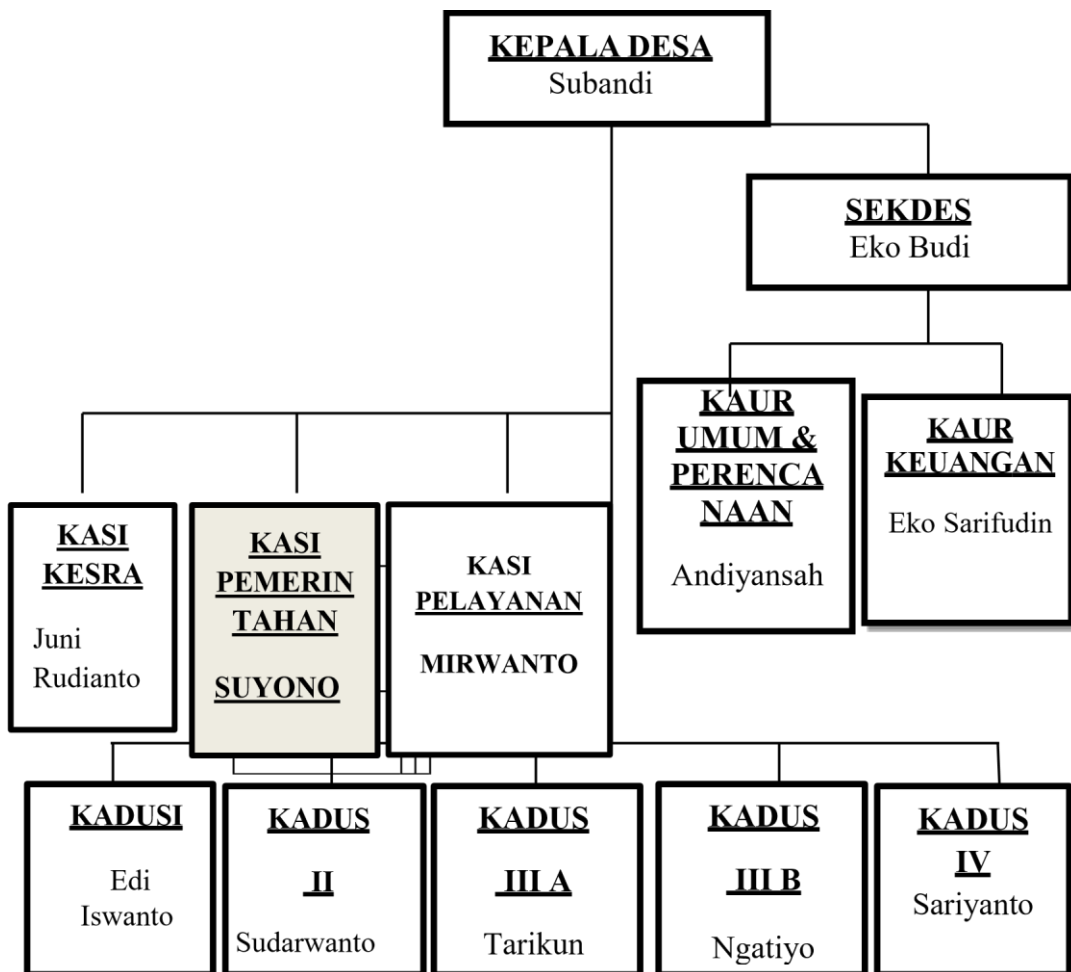 KEPALA DESA
Subandi
SEKDES
Eko Budi
KAUR
UMUM &
PERENCA
NAAN
Andiyansah
KAUR
KEUANGAN
Eko Sarifudin
KASI
KESRA
Juni
Rudianto
KASI
PEMERIN
TAHAN
SUYONO
KASI
PELAYANAN
MIRWANTO
KADUSI
Edi
Iswanto
KADUS
II
Sudarwanto
KADUS
III A
Tarikun
KADUS
III B
Ngatiyo
KADUS
IV
Sariyanto